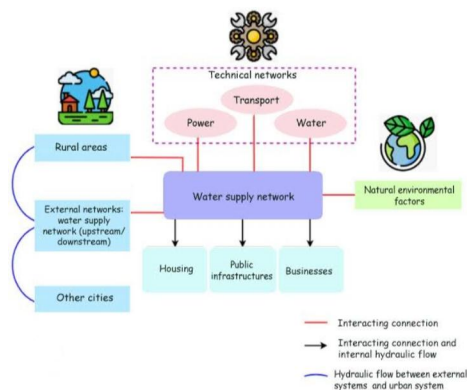 Technical networks
Transport
Power
Water
Rural areas
Water supply network
Natural environmental
factors
External networks:
water supply
network (upstream/
downstream)
Housing
Public
infrastructures
Businesses
Other cities
Interacting connection
Interacting connection and
internal hydraulic flow
Hydraulic flow between external
systems and urban system